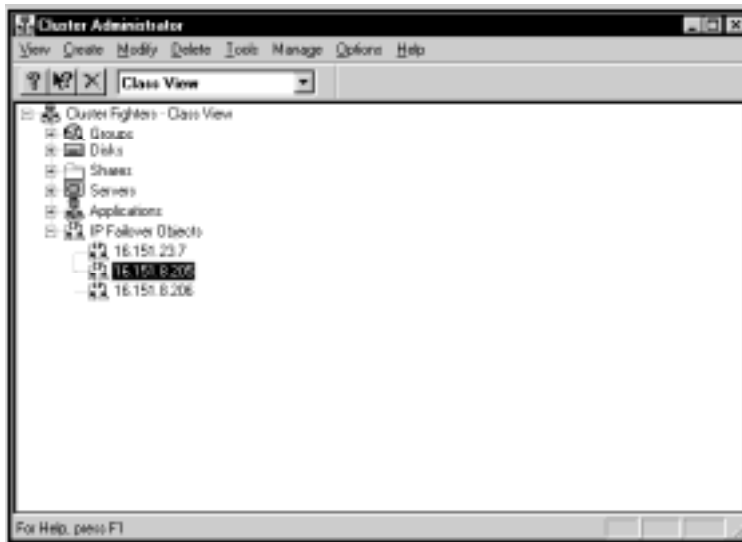 Cluster Administrator
View Create Modify Delete Tools Manage Options Help
Class View
Cluster Fighters - Class View
Groups
Disks
Shares
Servers
Applications
IP Failover Objects
16.151.23.7
16.151.8.205
16.151.8.206
For Help, press F1